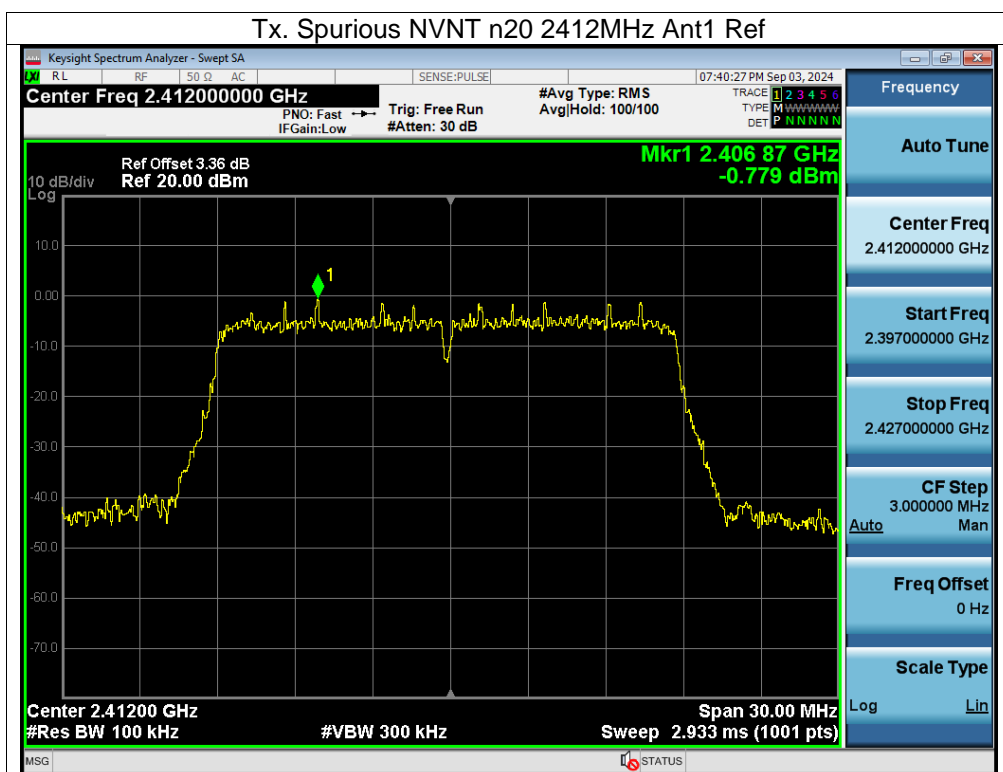 Tx. Spurious NVNT n20 2412MHz Ant1 Ref
Keysight Spectrum Analyzer - Swept SA
LXI RL RF 50 Ω AC SENSE:PULSE 07:40:27 PM Sep 03, 2024
Center Freq 2.412000000 GHz
PNO: Fast
IFGain:Low
Trig: Free Run
#Atten: 30 dB
#Avg Type: RMS
Avg|Hold: 100/100
TRACE 1 2 3 4 5 6
TYPE M W W W W W
DET P N N N N N
Ref Offset 3.36 dB
10 dB/div Ref 20.00 dBm
Log
Mkr1 2.406 87 GHz
-0.779 dBm
1
10.0
0.00
-10.0
-20.0
-30.0
-40.0
-50.0
-60.0
-70.0
Center 2.41200 GHz Span 30.00 MHz
#Res BW 100 kHz #VBW 300 kHz Sweep 2.933 ms (1001 pts)
MSG STATUS
Frequency
Auto Tune
Center Freq
2.412000000 GHz
Start Freq
2.397000000 GHz
Stop Freq
2.427000000 GHz
CF Step
3.000000 MHz
Auto Man
Freq Offset
0 Hz
Scale Type
Log Lin